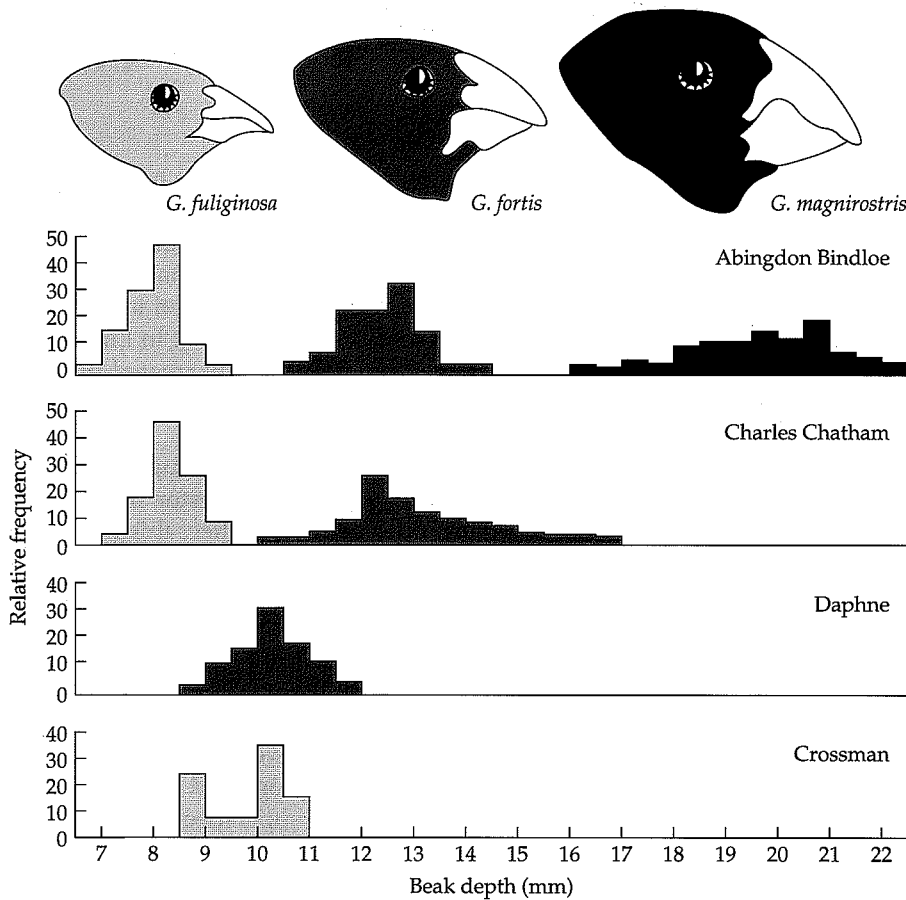 G. fuliginosa
G. fortis
G. magnirostris
Abingdon Bindloe
50
40
30
20
10
0
Charles Chatham
50
40
30
20
10
0
Relative frequency
Daphne
40
30
20
10
0
Crossman
40
30
20
10
0
7 8 9 10 11 12 13 14 15 16 17 18 19 20 21 22
Beak depth (mm)